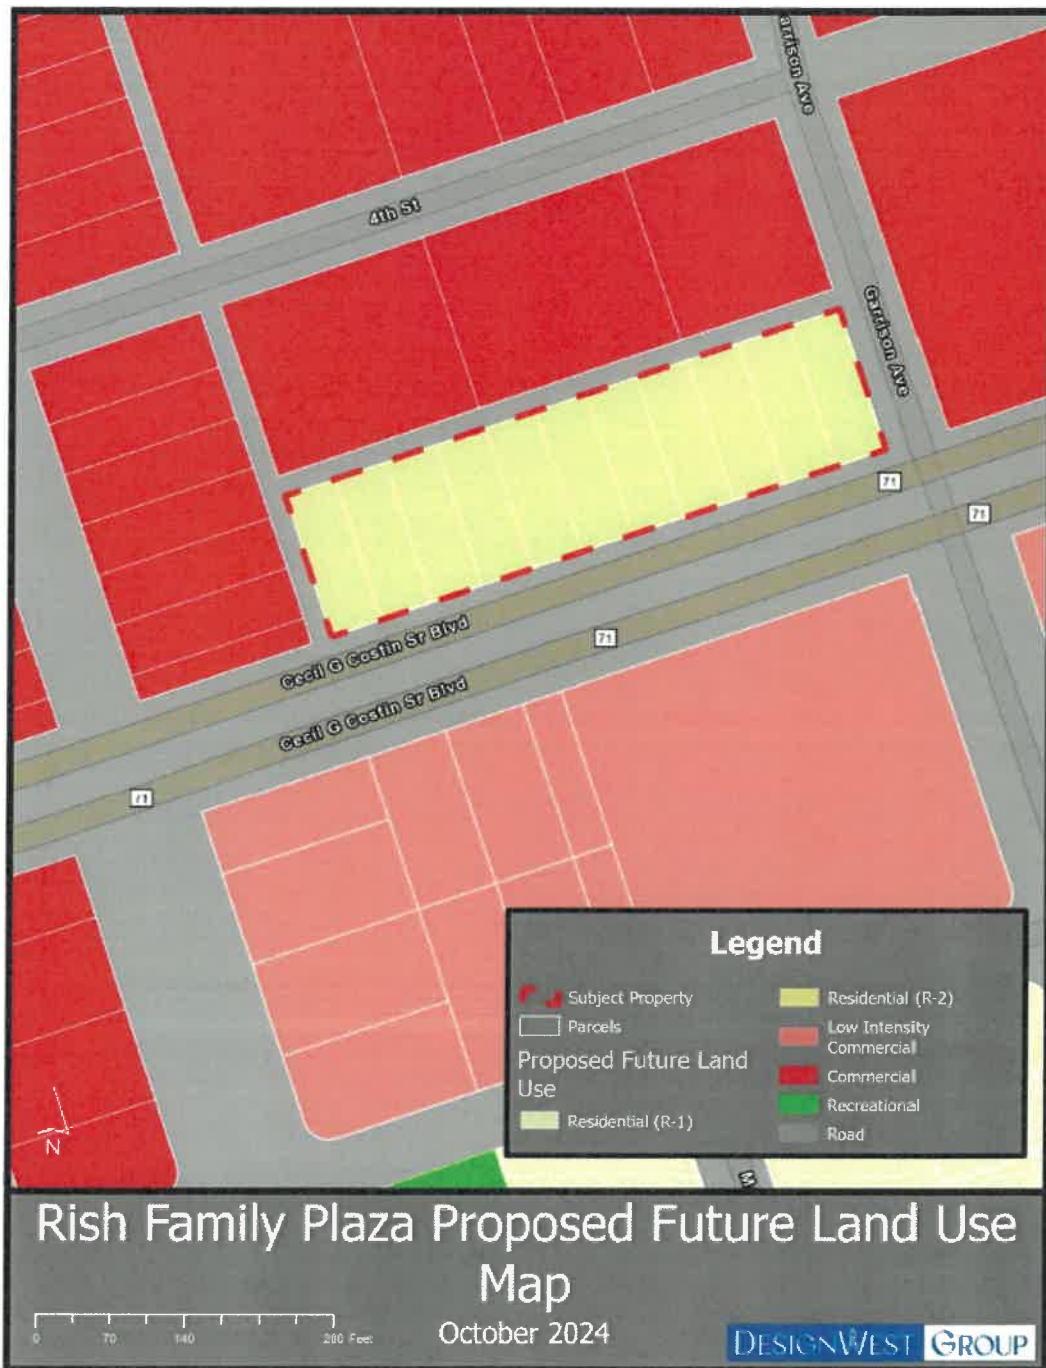 arrison Ave
4th St
Garrison Ave
71
71
Cecil G Costin Sr Blvd
71
Cecil G Costin Sr Blvd
71
Legend
Subject Property
Parcels
Proposed Future Land
Use
Residential (R-1)
Residential (R-2)
Low Intensity
Commercial
Commercial
Recreational
Road
N
M
Rish Family Plaza Proposed Future Land Use
Map
October 2024
0 70 140 280 Feet
DESIGNWEST GROUP